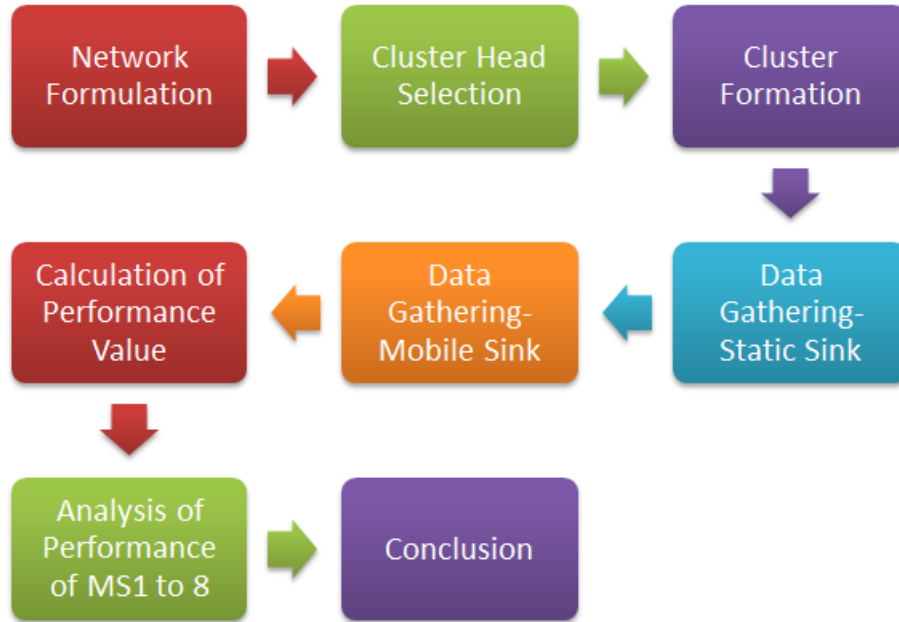 Network
Formulation
Cluster Head
Selection
Cluster
Formation
Data
Gathering-
Static Sink
Data
Gathering-
Mobile Sink
Calculation of
Performance
Value
Analysis of
Performance
of MS1 to 8
Conclusion